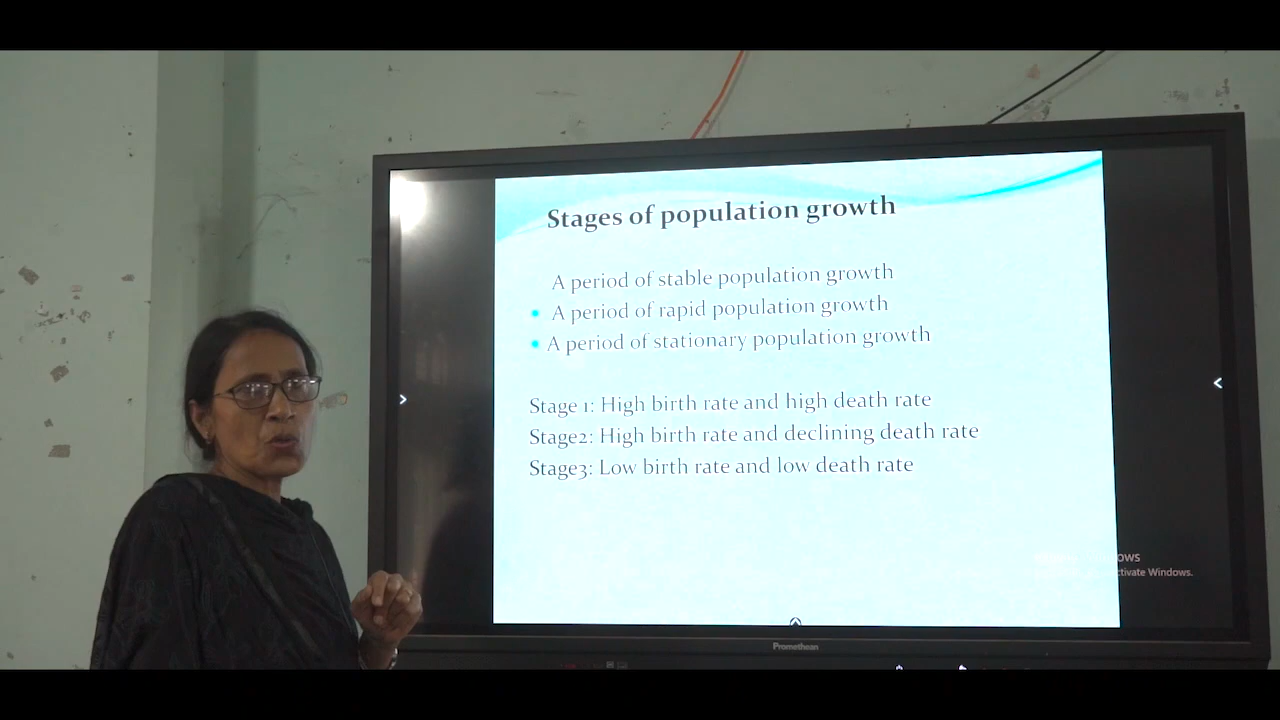 Stages of population growth
A period of stable population growth
A period of rapid population growth
A period of stationary population growth
Stage 1: High birth rate and high death rate
Stage2: High birth rate and declining death rate
Stage3: Low birth rate and low death rate
Windows.
Promethean